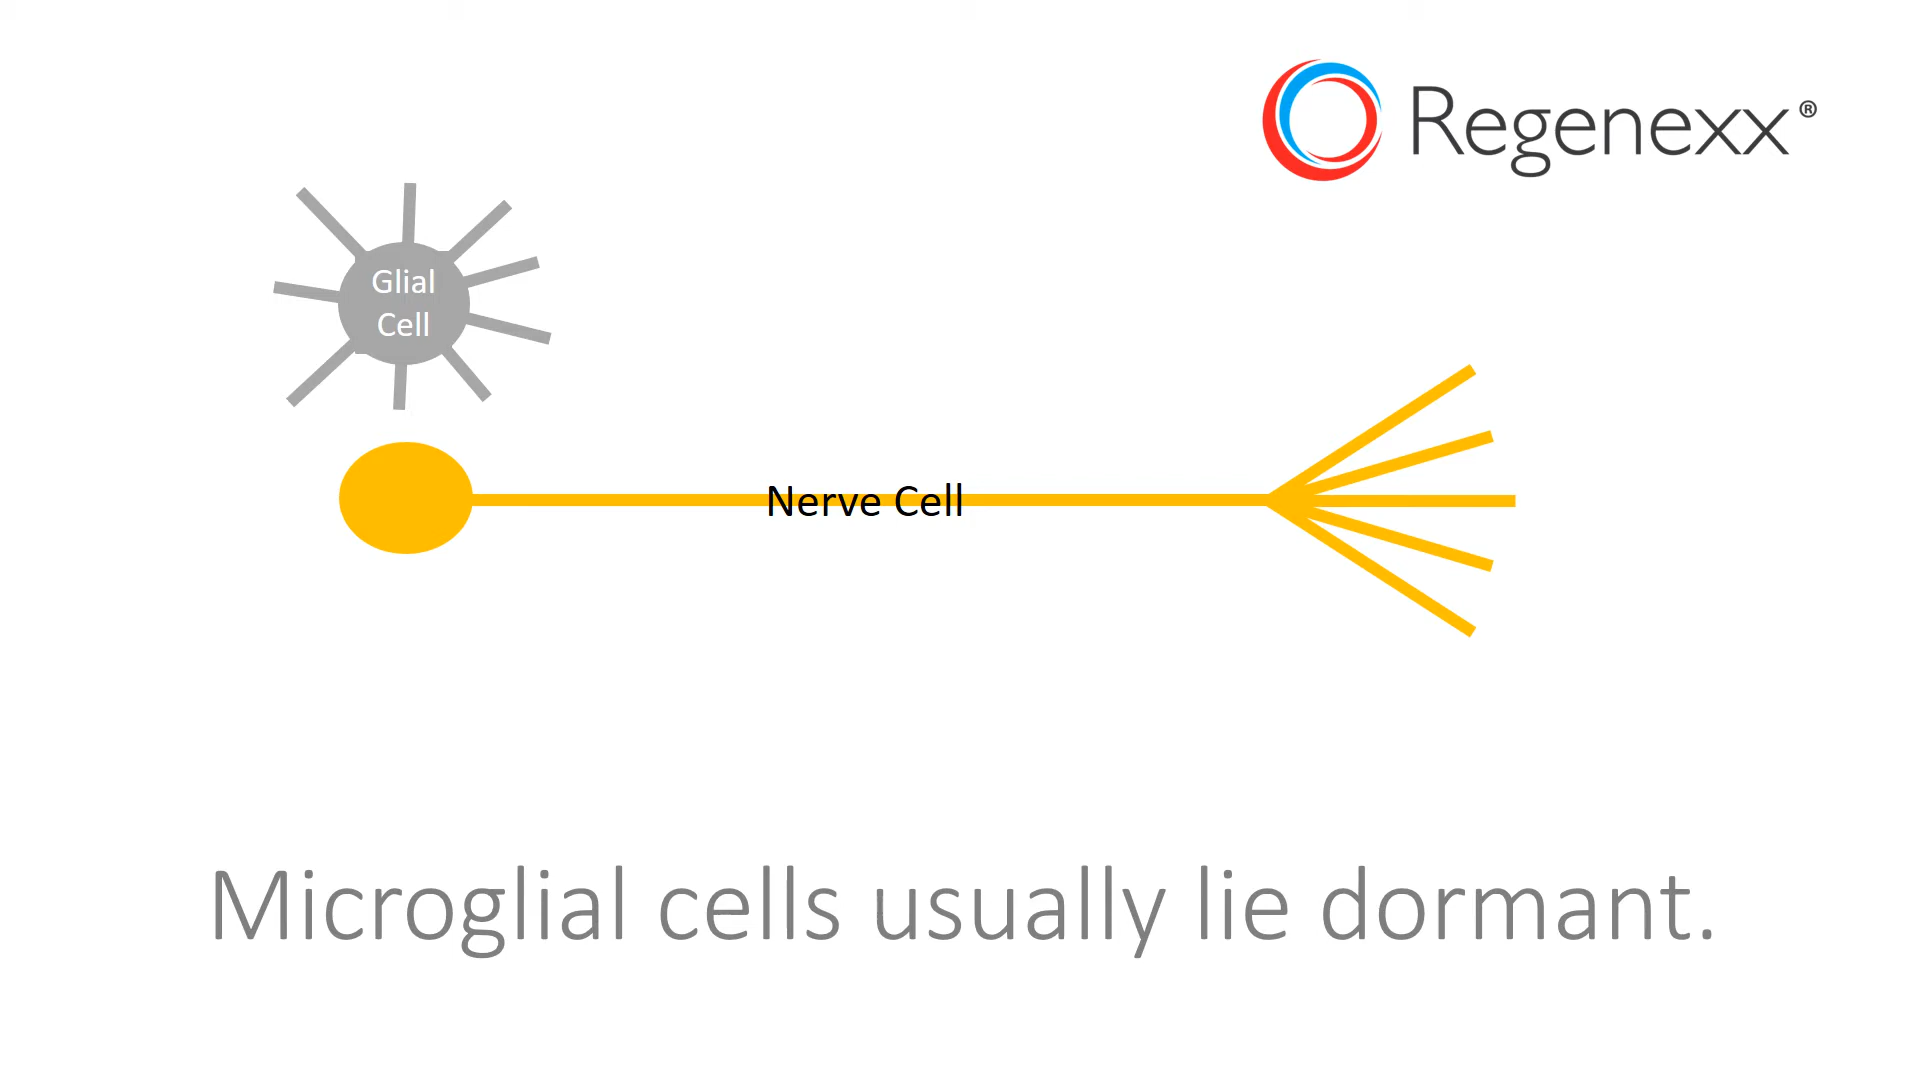 Regenexx®
Glial
Cell
Nerve Cell
Microglial cells usually lie dormant.